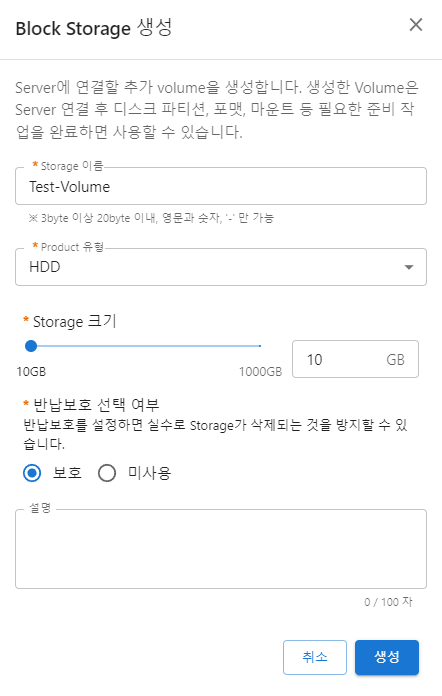 Block Storage 생성
Server에 연결할 추가 volume을 생성합니다. 생성한 Volume은
Server 연결 후 디스크 파티션, 포맷, 마운트 등 필요한 준비 작
업을 완료하면 사용할 수 있습니다.
* Storage 이름
Test-Volume
※ 3byte 이상 20byte 이내, 영문과 숫자, '-' 만 가능
* Product 유형
HDD
* Storage 크기
10 GB
10GB 1000GB
* 반납보호 선택 여부
반납보호를 설정하면 실수로 Storage가 삭제되는 것을 방지할 수 있
습니다.
보호 미사용
설명
0 / 100 자
취소 생성